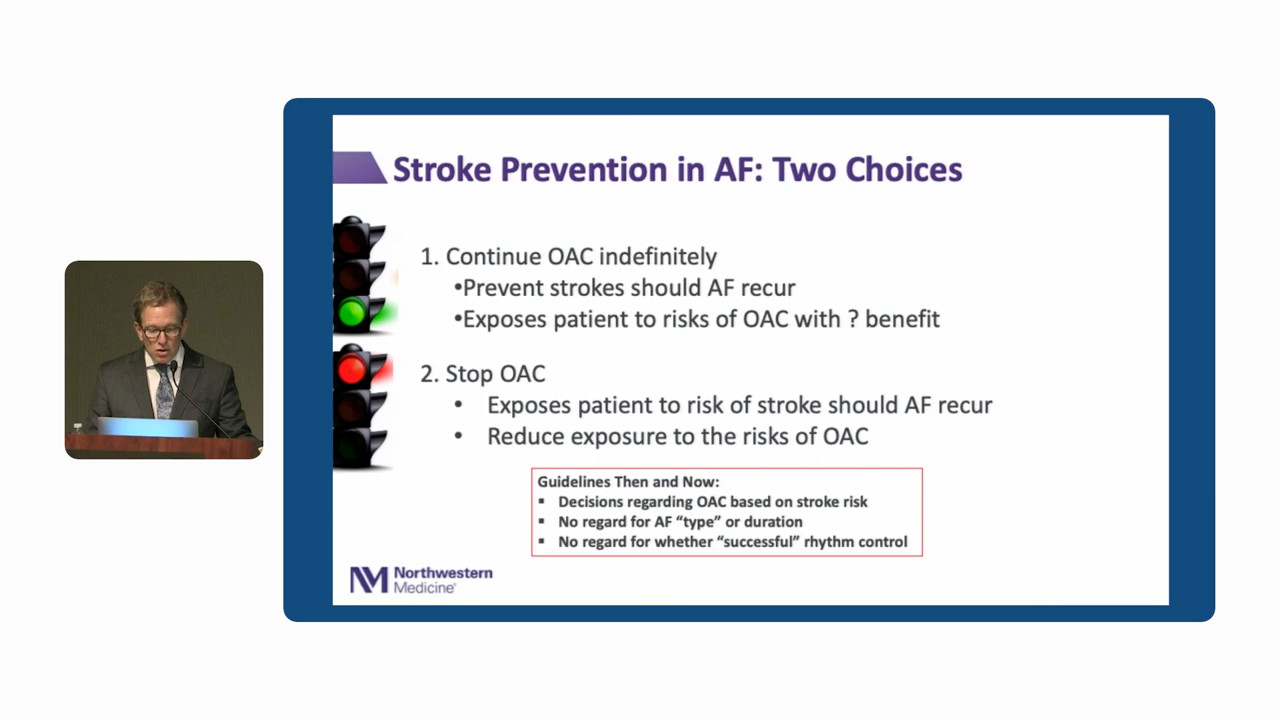 Stroke Prevention in AF: Two Choices
1. Continue OAC indefinitely
•Prevent strokes should AF recur
•Exposes patient to risks of OAC with ? benefit
2. Stop OAC
• Exposes patient to risk of stroke should AF recur
• Reduce exposure to the risks of OAC
Guidelines Then and Now:
▪ Decisions regarding OAC based on stroke risk
▪ No regard for AF “type” or duration
▪ No regard for whether “successful” rhythm control
NM Northwestern
Medicine®